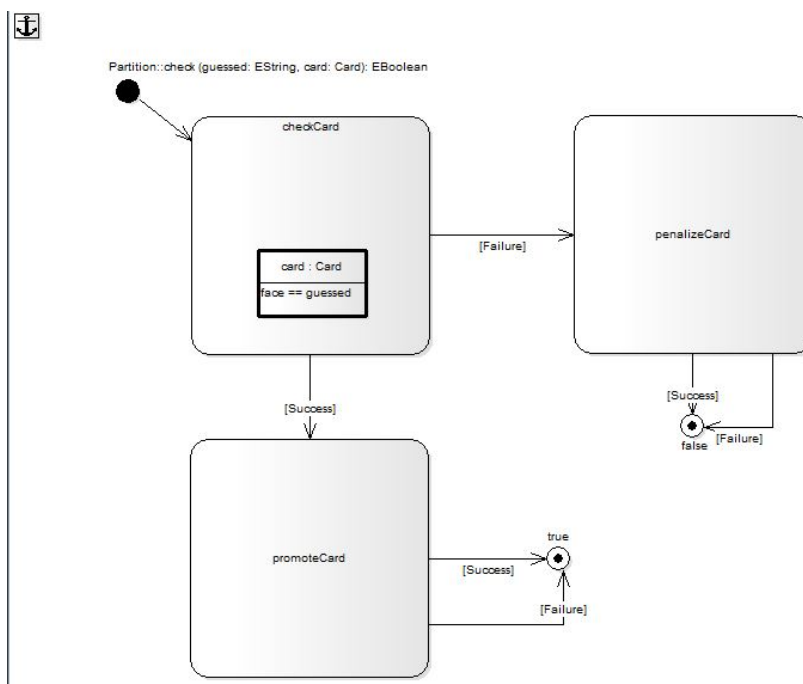 Partition::check (guessed: EString, card: Card): EBoolean
checkCard
card : Card
face == guessed
[Failure]
penalizeCard
[Success]
[Failure]
false
[Success]
promoteCard
true
[Success]
[Failure]